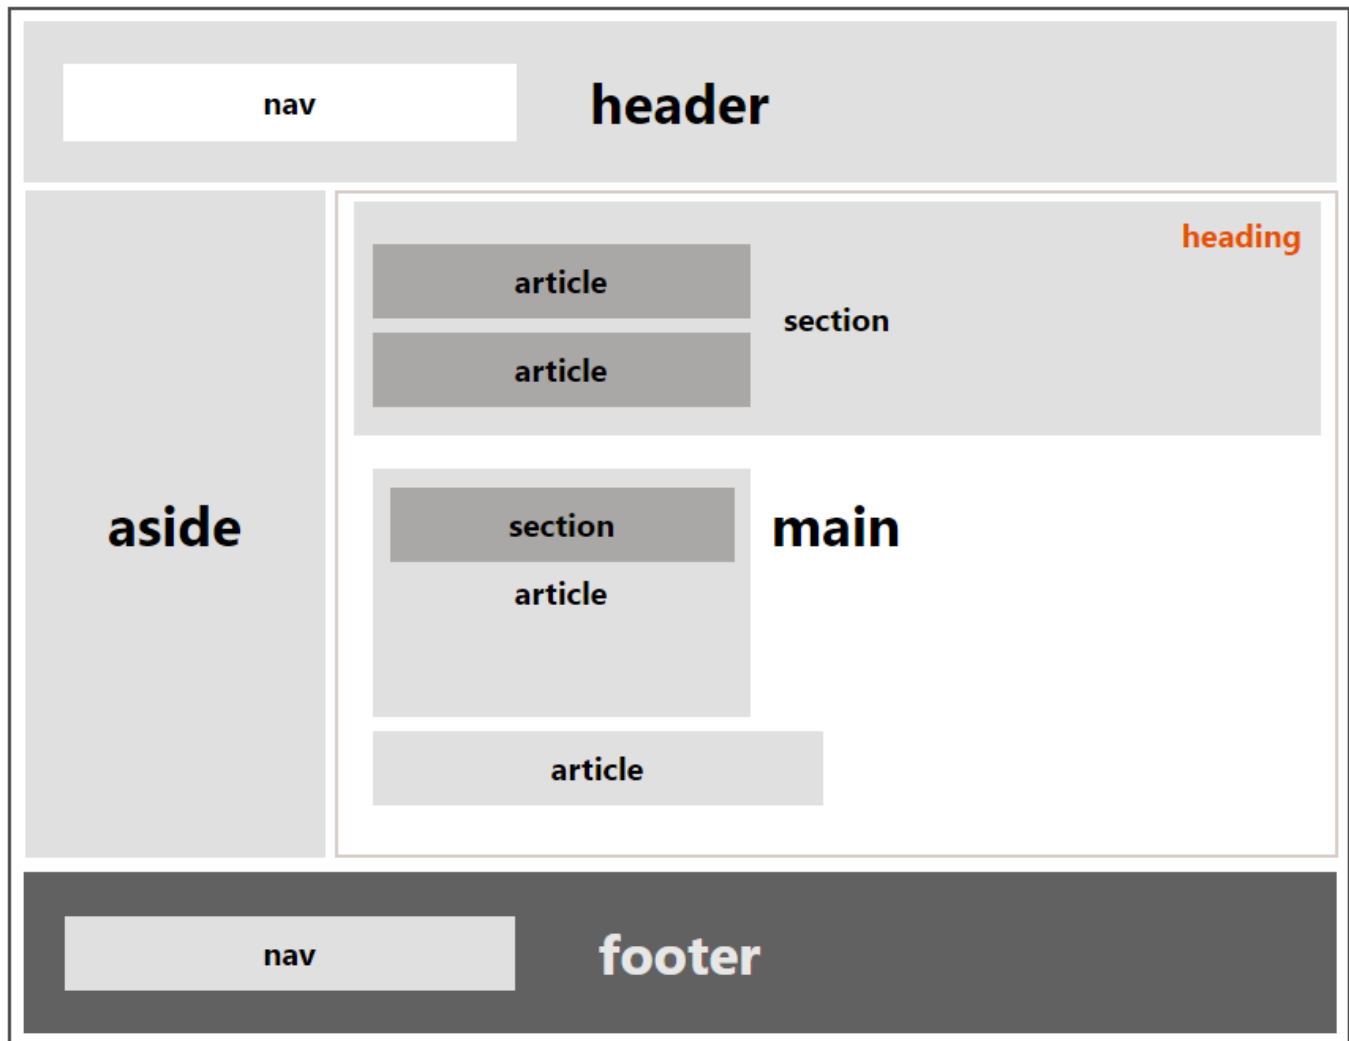 nav
header
heading
article
section
article
aside
section
main
article
article
nav
footer